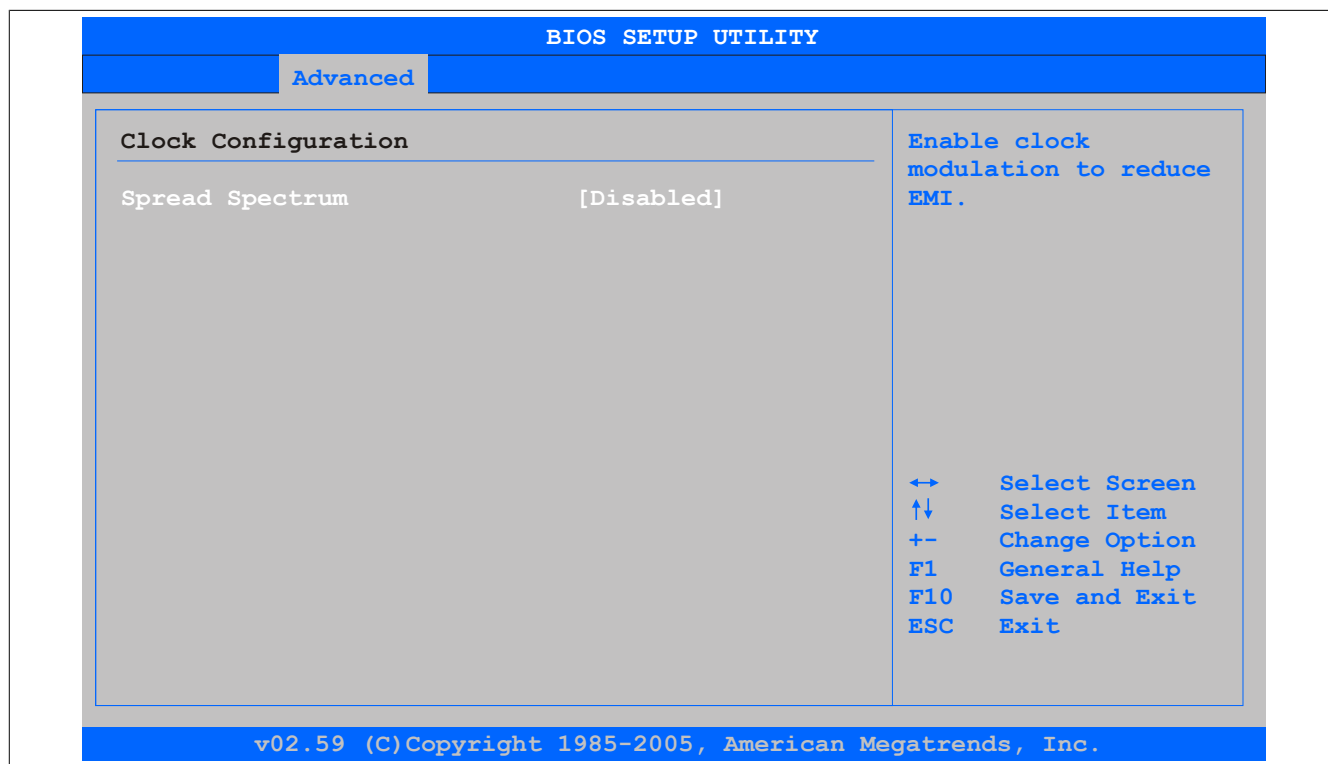 BIOS SETUP UTILITY
Advanced
Clock Configuration
Spread Spectrum [Disabled]
Enable clock
modulation to reduce
EMI.
↔ Select Screen
↑↓ Select Item
+- Change Option
F1 General Help
F10 Save and Exit
ESC Exit
v02.59 (C)Copyright 1985-2005, American Megatrends, Inc.